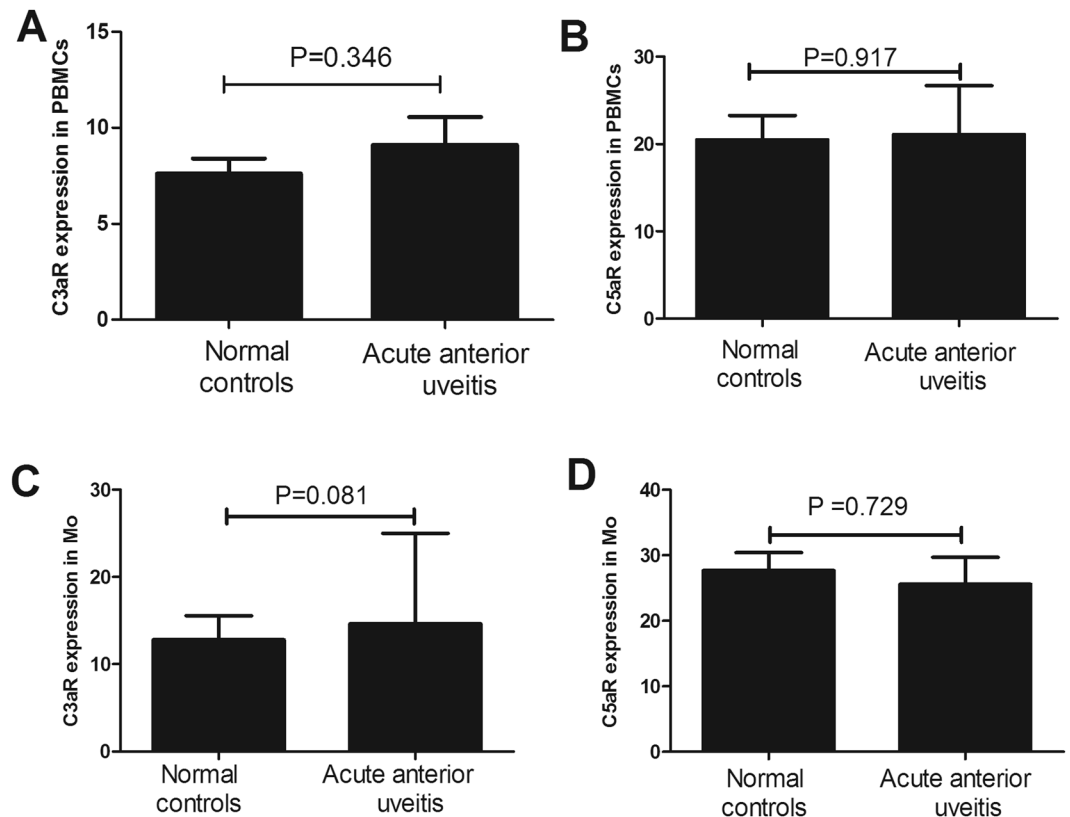 A
C3aR expression in PBMCs
15
10
5
0
P=0.346
Normal
controls
Acute anterior
uveitis
B
C5aR expression in PBMCs
30
20
10
0
P=0.917
Normal
controls
Acute anterior
uveitis
C
C3aR expression in Mo
30
20
10
0
P=0.081
Normal
controls
Acute anterior
uveitis
D
C5aR expression in Mo
40
30
20
10
0
P =0.729
Normal
controls
Acute anterior
uveitis